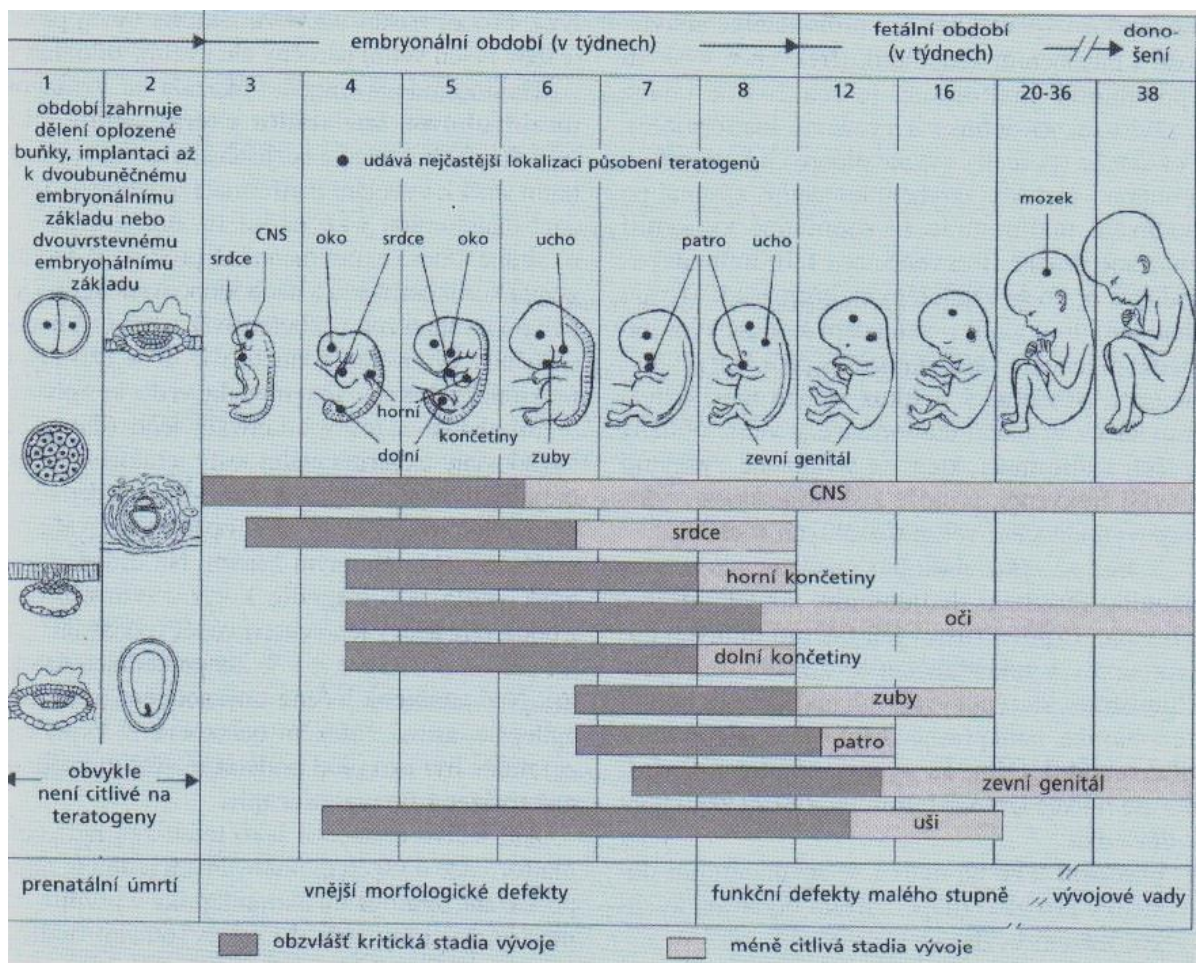 embryonální období (v týdnech)
fetální období
(v týdnech)
dono-
šení
1 2 3 4 5 6 7 8 12 16 20-36 38
období zahrnuje
dělení oplozené
buňky, implantaci až
k dvoubuněčnému
embryonálnímu
základu nebo
dvouvrstevnému
embryonálnímu
základu
udává nejčastější lokalizaci působení teratogenů
CNS
srdce
oko srdce oko
ucho
patro ucho
mozek
horní
končetiny
dolní
zuby
zevní genitál
CNS
srdce
horní končetiny
oči
dolní končetiny
zuby
patro
zevní genitál
uši
obvykle
není citlivé na
teratogeny
prenatální úmrtí
vnější morfologické defekty
funkční defekty malého stupně
vývojové vady
obzvlášť kritická stadia vývoje
méně citlivá stadia vývoje